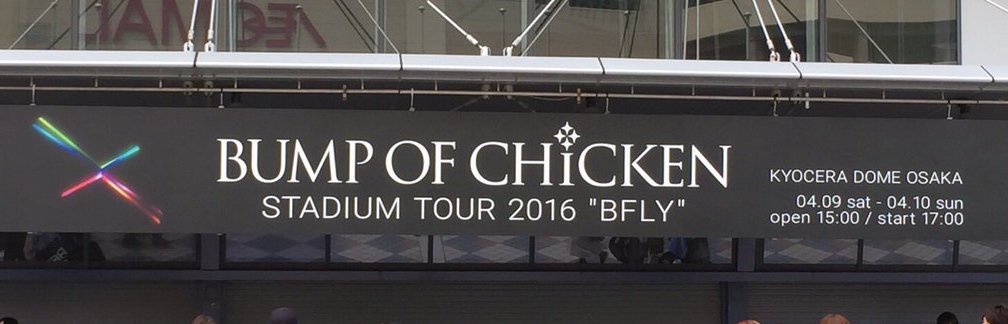 BUMP OF CHICKEN
STADIUM TOUR 2016 "BFLY"
KYOCERA DOME OSAKA
04.09 sat - 04.10 sun
open 15:00 / start 17:00